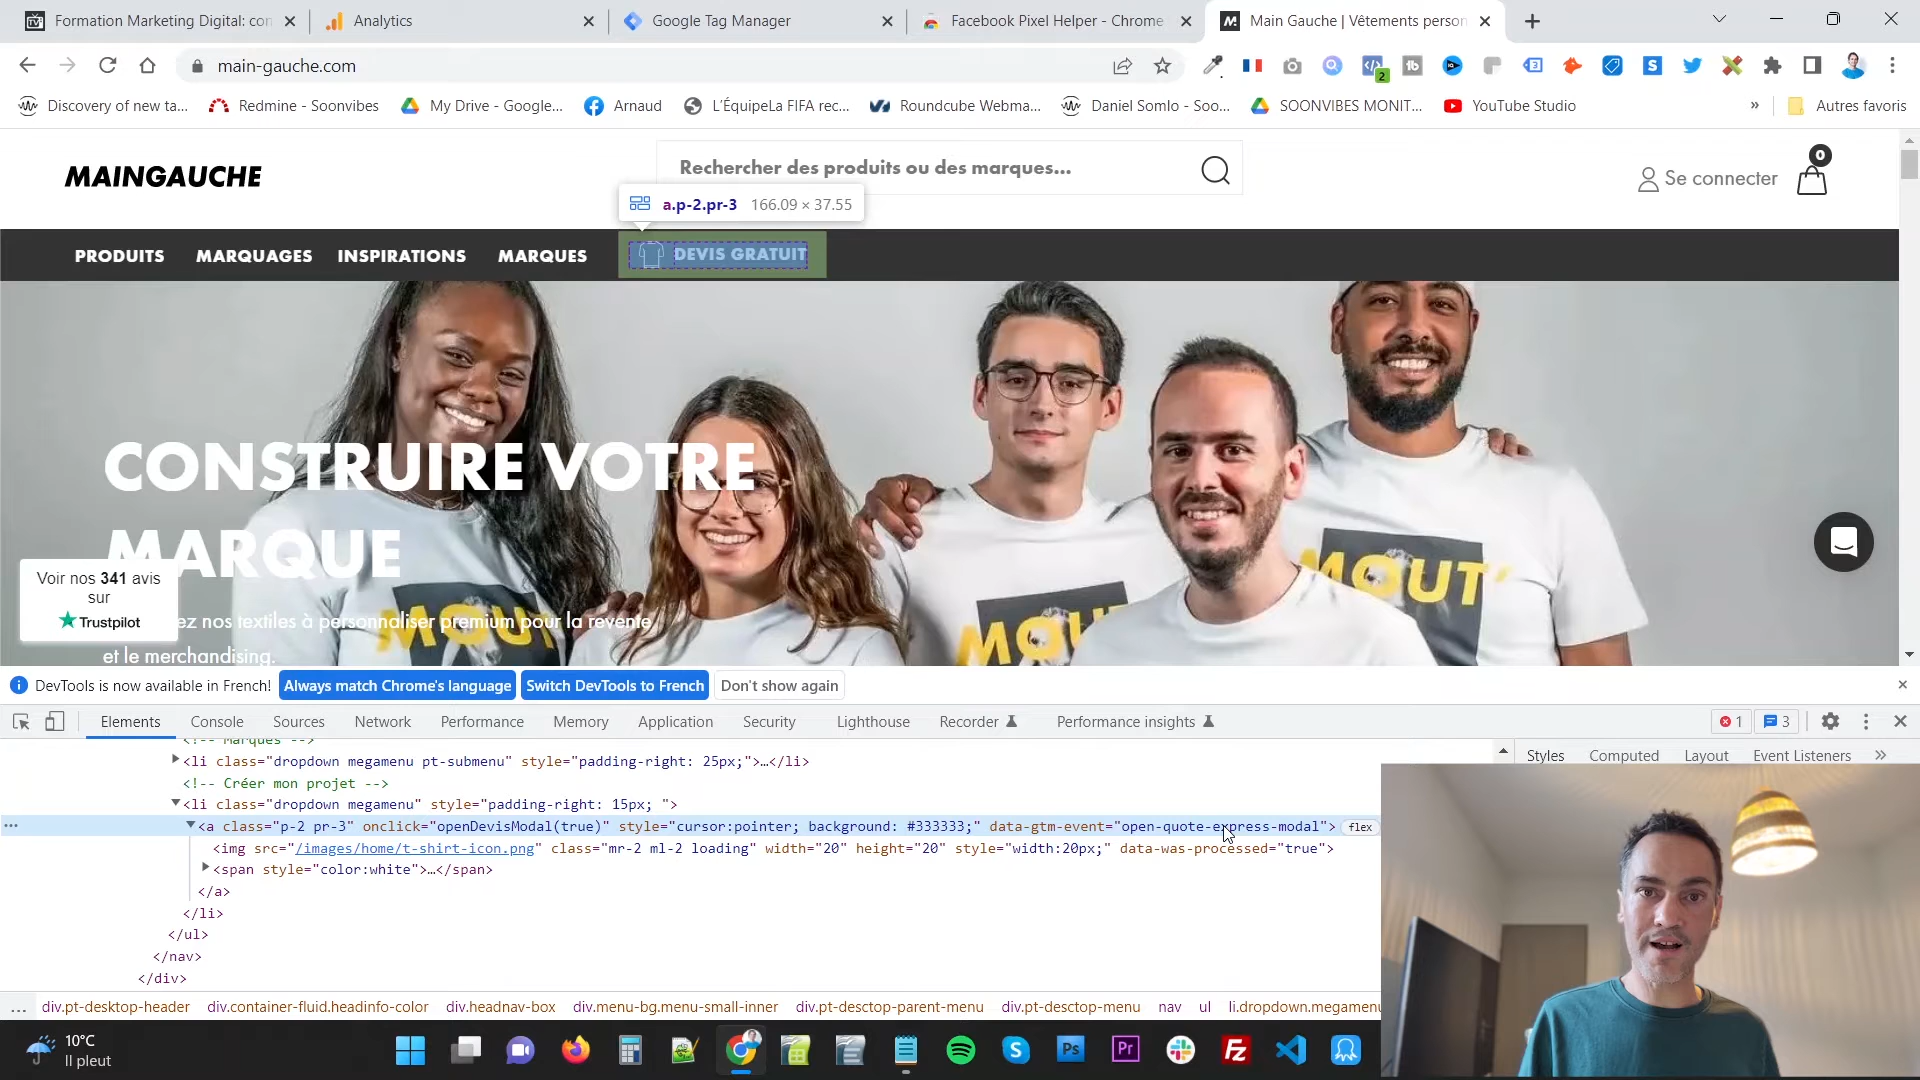 Formation Marketing Digital: con
Analytics
Google Tag Manager
Facebook Pixel Helper - Chrome
Main Gauche | Vêtements person
main-gauche.com
2
Discovery of new ta...
Redmine - Soonvibes
My Drive - Google...
Arnaud
L'ÉquipeLa FIFA rec...
Roundcube Webma...
Daniel Somlo - Soo...
SOONVIBES MONIT...
YouTube Studio
»
Autres favoris
MAINGAUCHE
Rechercher des produits ou des marques...
Se connecter
0
a.p-2.pr-3 166.09 × 37.55
PRODUITS MARQUAGES INSPIRATIONS MARQUES DEVIS GRATUIT
CONSTRUIRE VOTRE
MARQUE
Voir nos 341 avis
sur
Trustpilot
ez nos textiles à personnaliser premium pour la revente
et le merchandising.
MOUT'
DevTools is now available in French! Always match Chrome's language Switch DevTools to French Don't show again
Elements Console Sources Network Performance Memory Application Security Lighthouse Recorder Performance insights 1 3
<!-- Marques -->
<li class="dropdown megamenu pt-submenu" style="padding-right: 25px;">…</li>
<!-- Créer mon projet -->
<li class="dropdown megamenu" style="padding-right: 15px; ">
<a class="p-2 pr-3" onclick="openDevisModal(true)" style="cursor:pointer; background: #333333;" data-gtm-event="open-quote-express-modal"> flex
<img src="/images/home/t-shirt-icon.png" class="mr-2 ml-2 loading" width="20" height="20" style="width:20px;" data-was-processed="true">
<span style="color:white">…</span>
</a>
</li>
</ul>
</nav>
</div>
Styles Computed Layout Event Listeners »
... div.pt-desktop-header div.container-fluid.headinfo-color div.headnav-box div.menu-bg.menu-small-inner div.pt-desctop-parent-menu div.pt-desctop-menu nav ul li.dropdown.megamenu
10°C
Il pleut